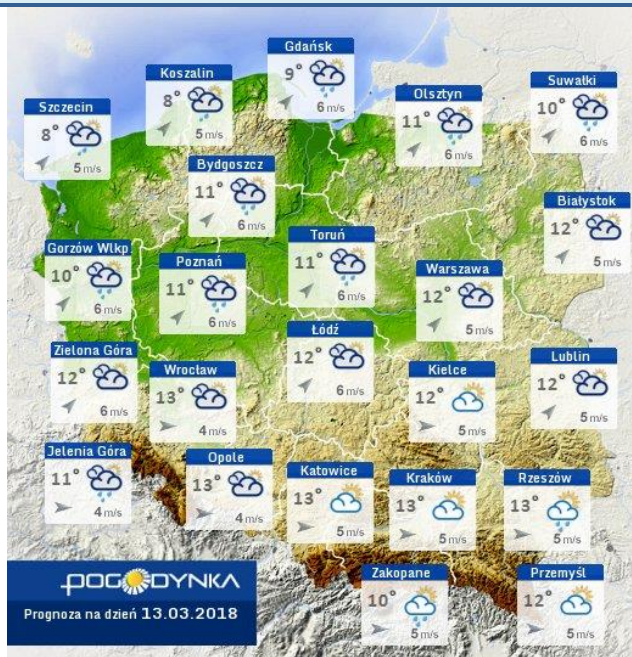 Gdańsk
9°
6 m/s
Koszalin
8°
5 m/s
Suwałki
10°
6 m/s
Olsztyn
11°
6 m/s
Szczecin
8°
5 m/s
Bydgoszcz
11°
6 m/s
Białystok
12°
5 m/s
Toruń
11°
6 m/s
Gorzów Wlkp
10°
6 m/s
Poznań
11°
6 m/s
Warszawa
12°
5 m/s
Łódź
12°
6 m/s
Zielona Góra
12°
6 m/s
Lublin
12°
5 m/s
Wrocław
13°
4 m/s
Kielce
12°
5 m/s
Jelenia Góra
11°
4 m/s
Opole
13°
4 m/s
Katowice
13°
5 m/s
Kraków
13°
5 m/s
Rzeszów
13°
5 m/s
Zakopane
10°
5 m/s
Przemyśl
12°
5 m/s
POGODYNKA
Prognoza na dzień 13.03.2018